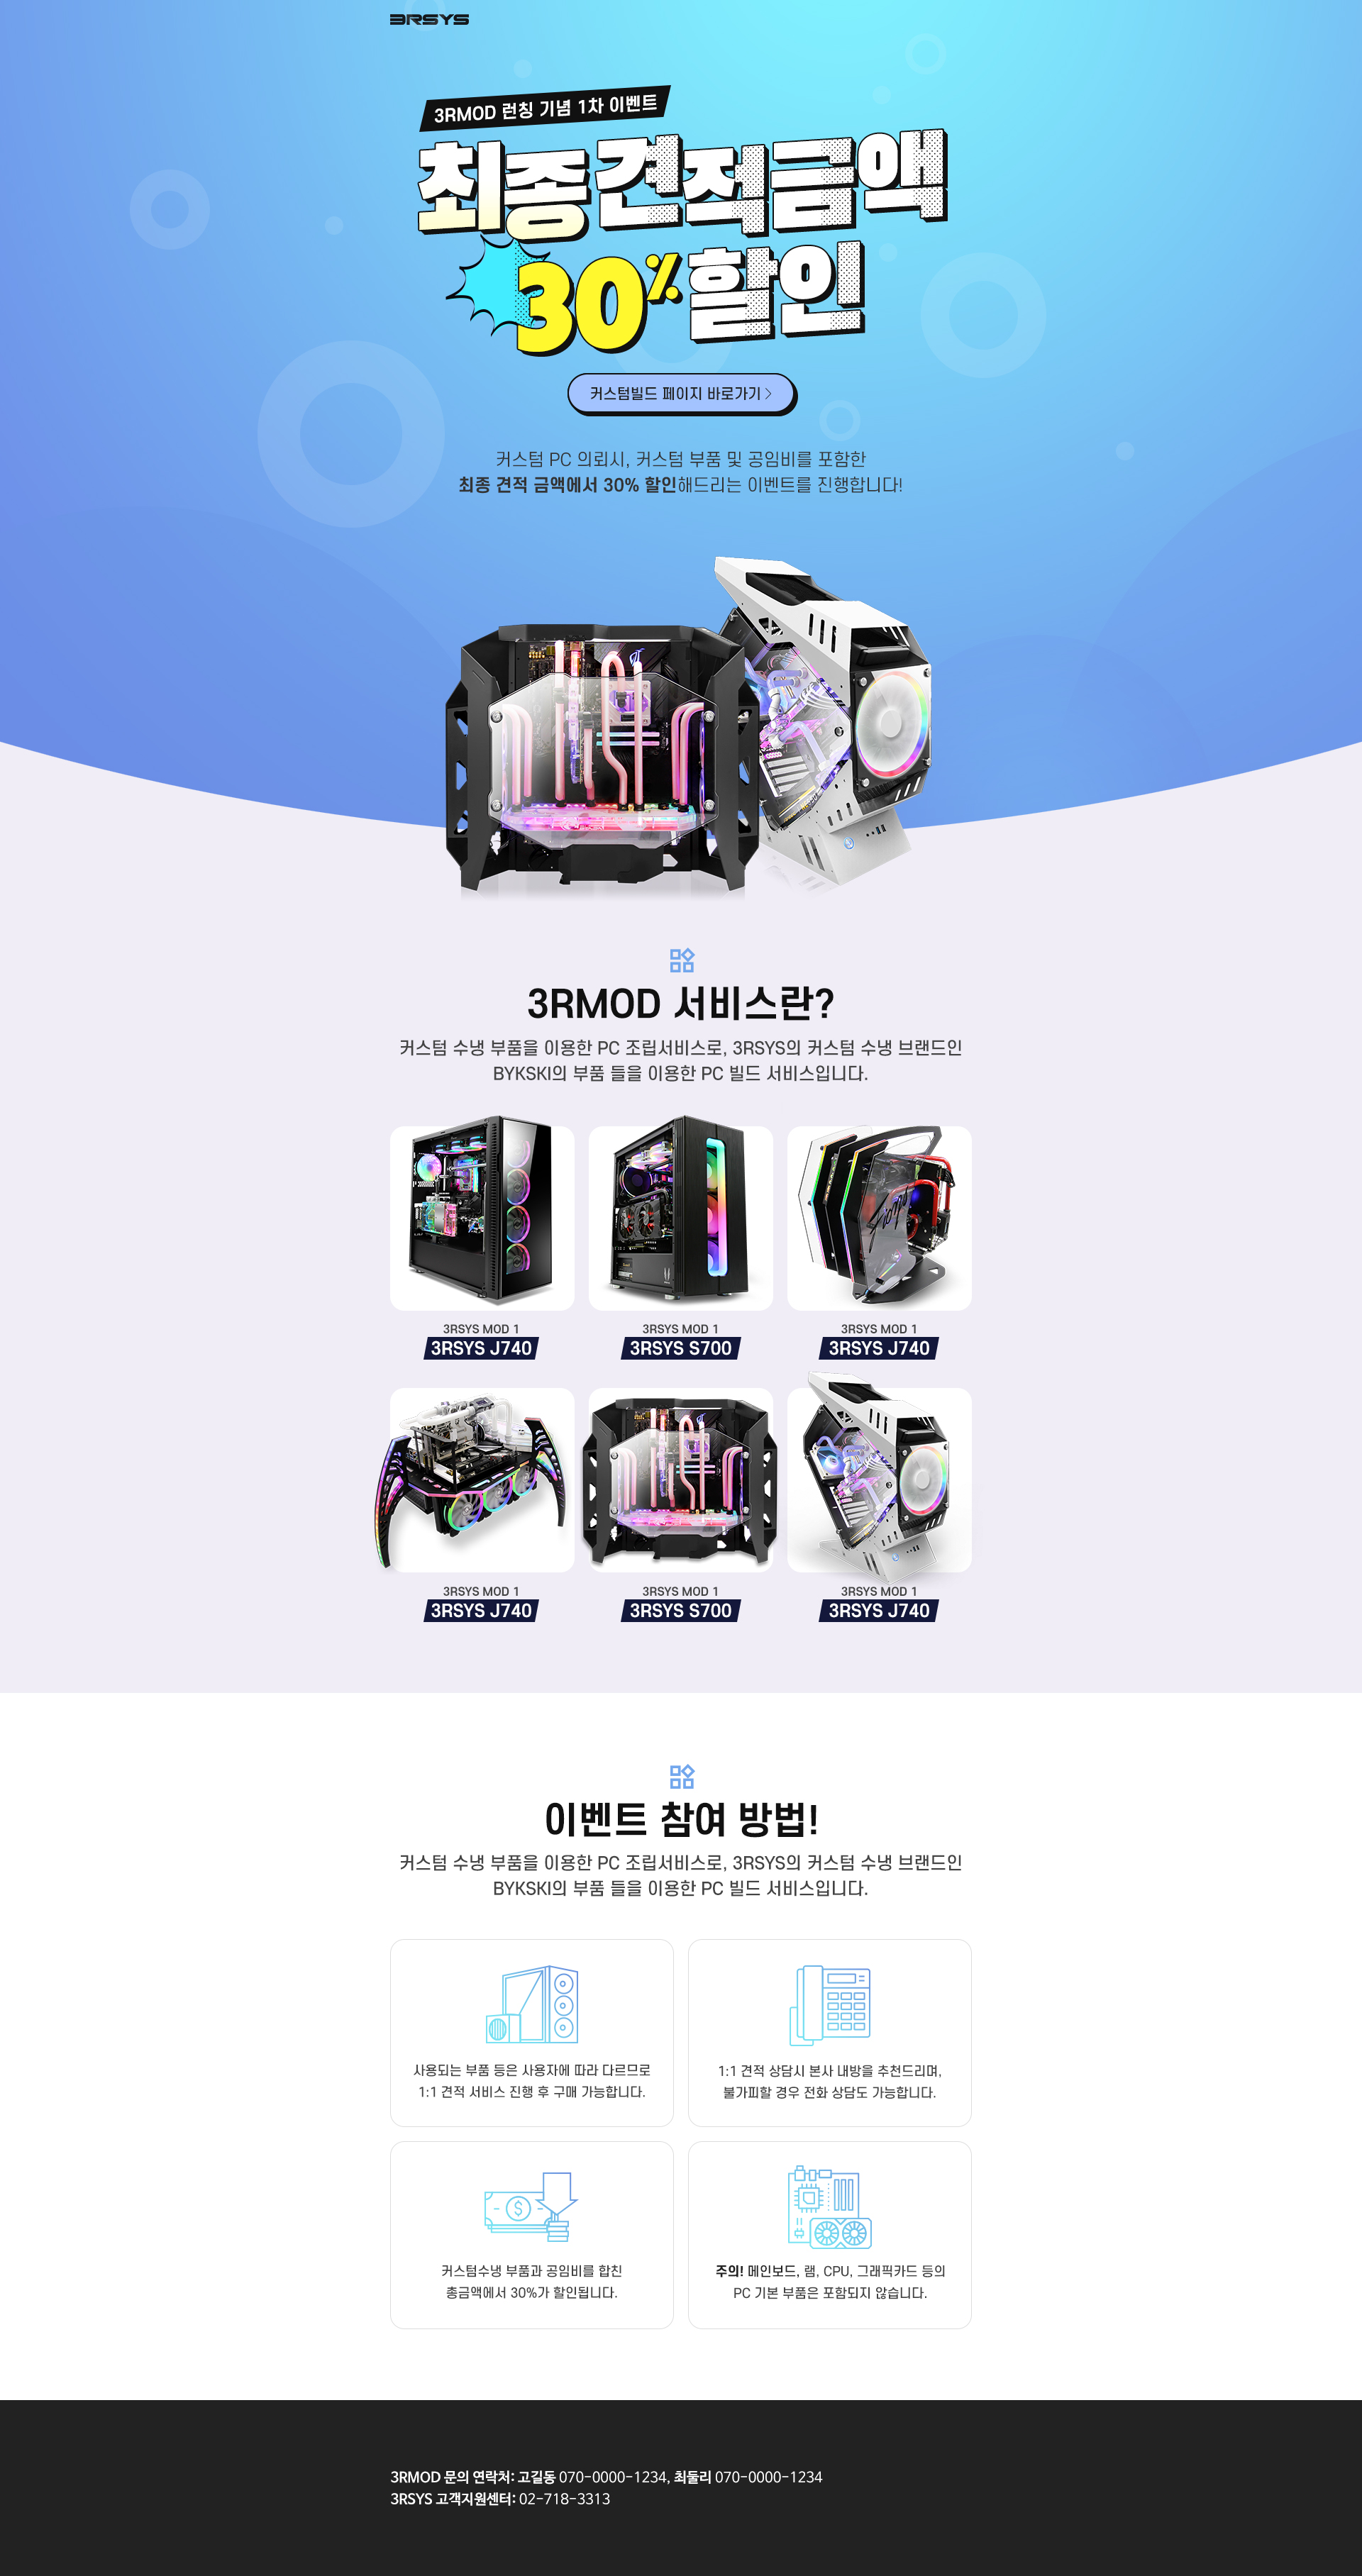 3RSYS
3RMOD 런칭 기념 1차 이벤트
최종견적금액
30% 할인
커스텀빌드 페이지 바로가기 >
커스텀 PC 의뢰시, 커스텀 부품 및 공임비를 포함한
최종 견적 금액에서 30% 할인해드리는 이벤트를 진행합니다!
3RMOD 서비스란?
커스텀 수냉 부품을 이용한 PC 조립서비스로, 3RSYS의 커스텀 수냉 브랜드인
BYKSKI의 부품 들을 이용한 PC 빌드 서비스입니다.
3RSYS MOD 1
3RSYS J740
3RSYS MOD 1
3RSYS S700
3RSYS MOD 1
3RSYS J740
3RSYS MOD 1
3RSYS J740
3RSYS MOD 1
3RSYS S700
3RSYS MOD 1
3RSYS J740
이벤트 참여 방법!
커스텀 수냉 부품을 이용한 PC 조립서비스로, 3RSYS의 커스텀 수냉 브랜드인
BYKSKI의 부품 들을 이용한 PC 빌드 서비스입니다.
사용되는 부품 등은 사용자에 따라 다르므로
1:1 견적 서비스 진행 후 구매 가능합니다.
1:1 견적 상담시 본사 내방을 추천드리며,
불가피할 경우 전화 상담도 가능합니다.
커스텀수냉 부품과 공임비를 합친
총금액에서 30%가 할인됩니다.
주의! 메인보드, 램, CPU, 그래픽카드 등의
PC 기본 부품은 포함되지 않습니다.
3RMOD 문의 연락처: 고길동 070-0000-1234, 최둘리 070-0000-1234
3RSYS 고객지원센터: 02-718-3313